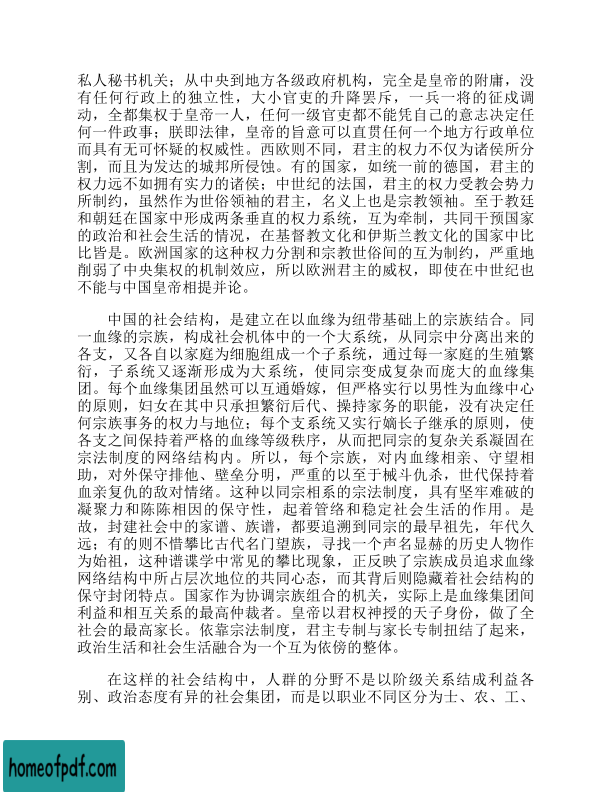 私人秘书机关；从中央到地方各级政府机构，完全是皇帝的附庸，没
有任何行政上的独立性，大小官吏的升降罢斥，一兵一将的征戍调
动，全都集权于皇帝一人，任何一级官吏都不能凭自己的意志决定任
何一件政事；朕即法律，皇帝的旨意可以直贯任何一个地方行政单位
而具有无可怀疑的权威性。西欧则不同，君主的权力不仅为诸侯所分
割，而且为发达的城邦所侵蚀。有的国家，如统一前的德国，君主的
权力远不如拥有实力的诸侯；中世纪的法国，君主的权力受教会势力
所制约，虽然作为世俗领袖的君主，名义上也是宗教领袖。至于教廷
和朝廷在国家中形成两条垂直的权力系统，互为牵制，共同干预国家
的政治和社会生活的情况，在基督教文化和伊斯兰教文化的国家中比
比皆是。欧洲国家的这种权力分割和宗教世俗间的互为制约，严重地
削弱了中央集权的机制效应，所以欧洲君主的威权，即使在中世纪也
不能与中国皇帝相提并论。
中国的社会结构，是建立在以血缘为纽带基础上的宗族结合。同
一血缘的宗族，构成社会机体中的一个大系统，从同宗中分离出来的
各支，又各自以家庭为细胞组成一个子系统，通过每一家庭的生殖繁
衍，子系统又逐渐形成为大系统，使同宗变成复杂而庞大的血缘集
团。每个血缘集团虽然可以互通婚嫁，但严格实行以男性为血缘中心
的原则，妇女在其中只承担繁衍后代、操持家务的职能，没有决定任
何宗族事务的权力与地位；每个支系统又实行嫡长子继承的原则，使
各支之间保持着严格的血缘等级秩序，从而把同宗的复杂关系凝固在
宗法制度的网络结构内。所以，每个宗族，对内血缘相亲、守望相
助，对外保守排他、壁垒分明，严重的以至于械斗仇杀，世代保持着
血亲复仇的敌对情绪。这种以同宗相系的宗法制度，具有坚牢难破的
凝聚力和陈陈相因的保守性，起着管络和稳定社会生活的作用。是
故，封建社会中的家谱、族谱，都要追溯到同宗的最早祖先，年代久
远；有的则不惜攀比古代名门望族，寻找一个声名显赫的历史人物作
为始祖，这种谱谍学中常见的攀比现象，正反映了宗族成员追求血缘
网络结构中所占层次地位的共同心态，而其背后则隐藏着社会结构的
保守封闭特点。国家作为协调宗族组合的机关，实际上是血缘集团间
利益和相互关系的最高仲裁者。皇帝以君权神授的天子身份，做了全
社会的最高家长。依靠宗法制度，君主专制与家长专制扭结了起来，
政治生活和社会生活融合为一个互为依傍的整体。
在这样的社会结构中，人群的分野不是以阶级关系结成利益各
别、政治态度有异的社会集团，而是以职业不同区分为士、农、工、
homeofpdf.com